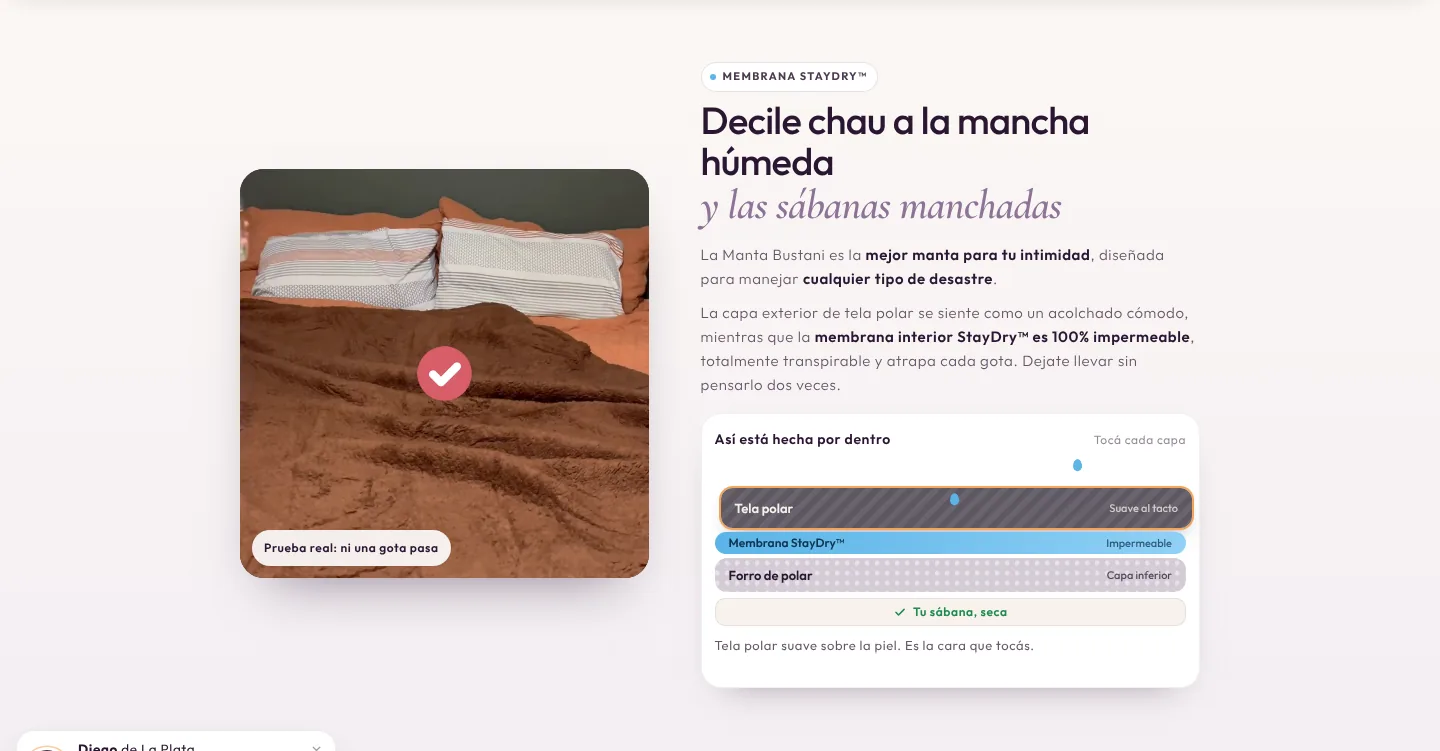 MEMBRANA STAYDRY™
Decile chau a la mancha
húmeda
y las sábanas manchadas
La Manta Bustani es la mejor manta para tu intimidad, diseñada
para manejar cualquier tipo de desastre.
La capa exterior de tela polar se siente como un acolchado cómodo,
mientras que la membrana interior StayDry™ es 100% impermeable,
totalmente transpirable y atrapa cada gota. Dejate llevar sin
pensarlo dos veces.
Prueba real: ni una gota pasa
Así está hecha por dentro
Tocá cada capa
Tela polar
Suave al tacto
Membrana StayDry™
Impermeable
Forro de polar
Capa inferior
Tu sábana, seca
Tela polar suave sobre la piel. Es la cara que tocás.
Diego de La Plata